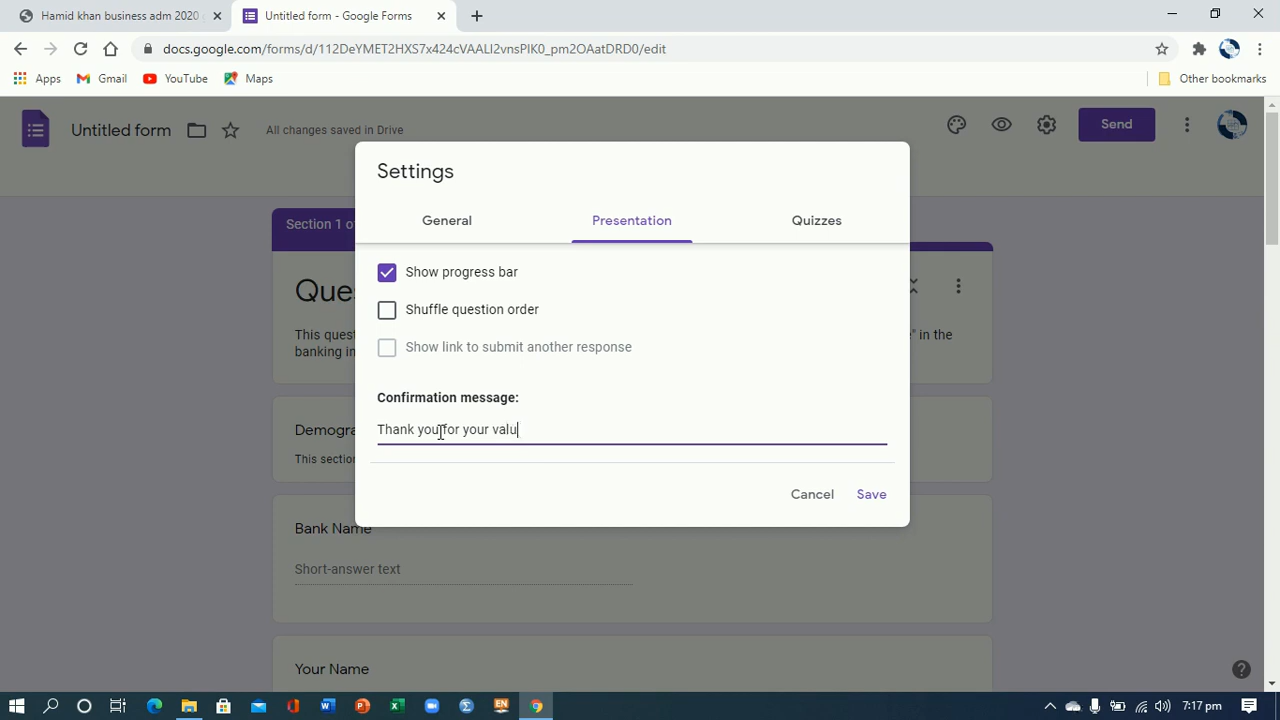 Hamid khan business adm 2020
Untitled form - Google Forms
docs.google.com/forms/d/112DeYMET2HXS7x424cVAALI2vnsPlK0_pm2OAatDRD0/edit
Apps
Gmail
YouTube
Maps
Other bookmarks
Untitled form
All changes saved in Drive
Send
Settings
General
Presentation
Quizzes
Section 1 o
Show progress bar
Que
Shuffle question order
This quest
" in the
banking in
Show link to submit another response
Confirmation message:
Thank you for your valu
Demogra
This section
Cancel
Save
Bank Name
Short-answer text
Your Name
7:17 pm